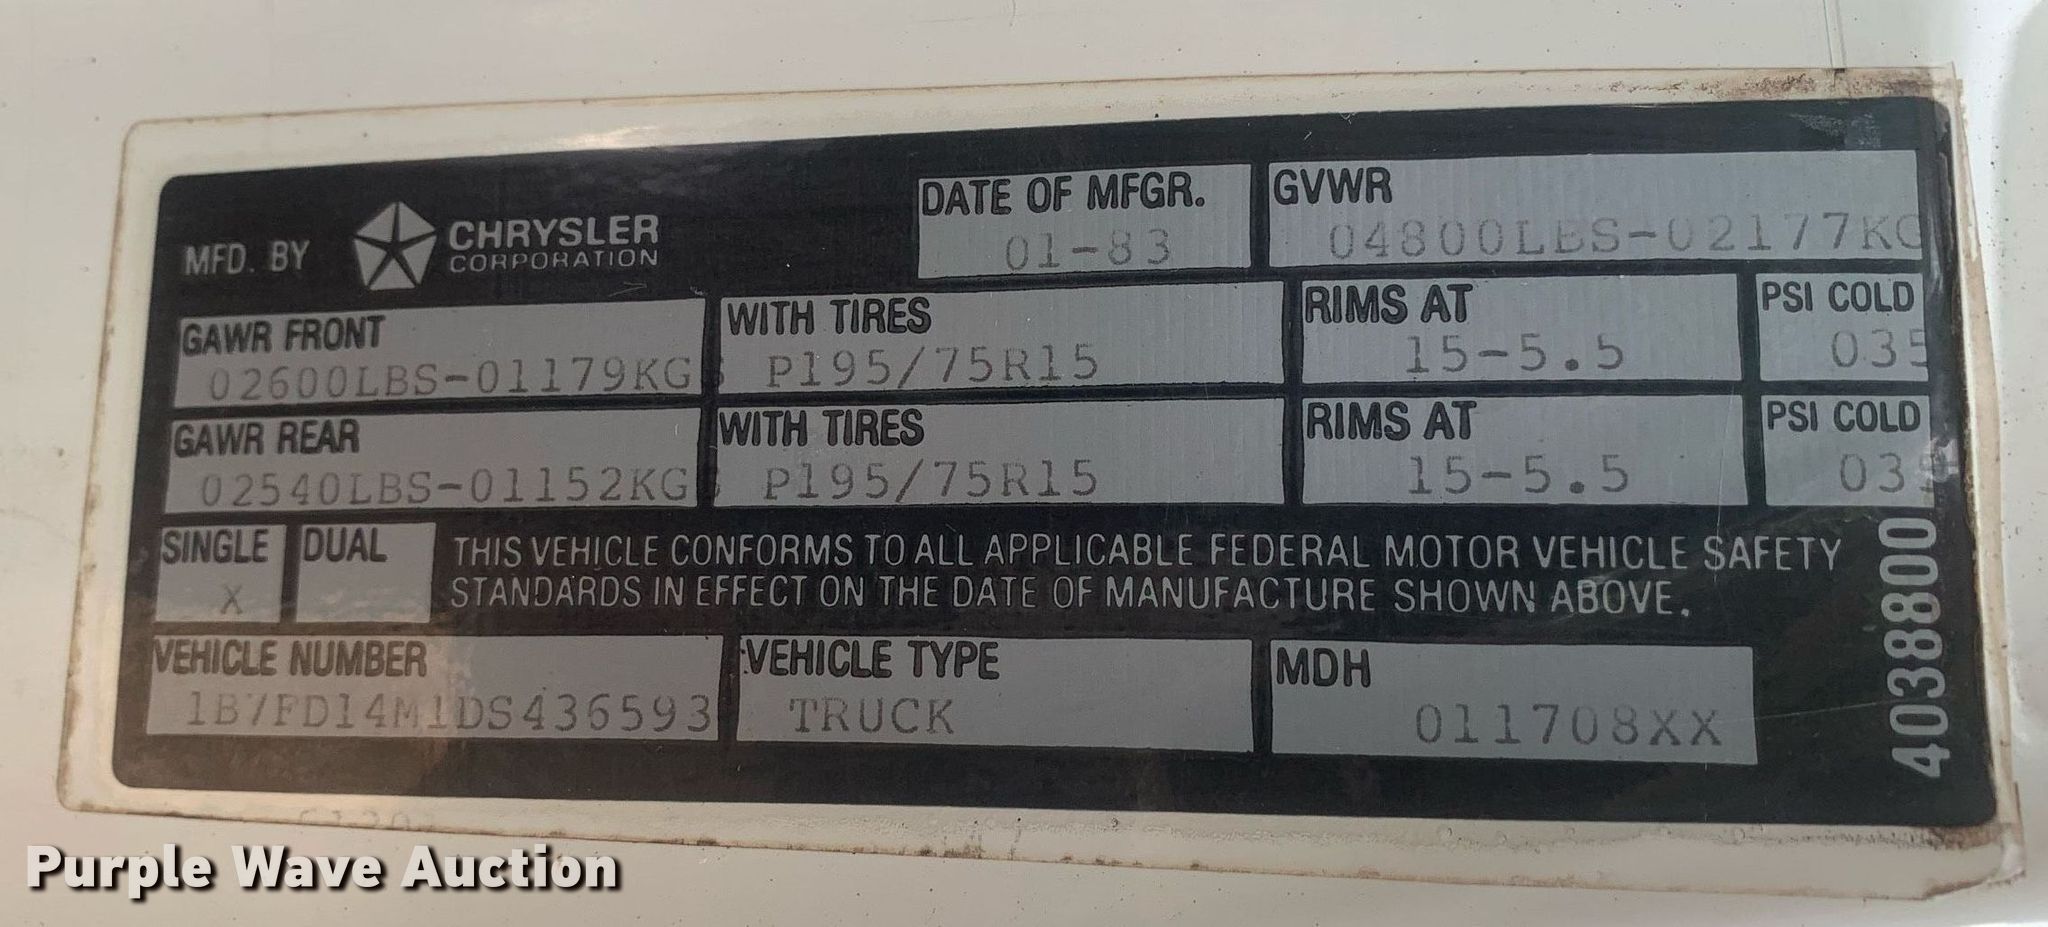 MFD. BY CHRYSLER CORPORATION
DATE OF MFGR.
01-83
GVWR
04800LBS-02177KG
GAWR FRONT
02600LBS-01179KG
WITH TIRES
P195/75R15
RIMS AT
15-5.5
PSI COLD
035
GAWR REAR
02540LBS-01152KG
WITH TIRES
P195/75R15
RIMS AT
15-5.5
PSI COLD
SINGLE
X
DUAL
THIS VEHICLE CONFORMS TO ALL APPLICABLE FEDERAL MOTOR VEHICLE SAFETY
STANDARDS IN EFFECT ON THE DATE OF MANUFACTURE SHOWN ABOVE.
VEHICLE NUMBER
1B7FD14M1DS436593
VEHICLE TYPE
TRUCK
MDH
011708XX
4038800
Purple Wave Auction